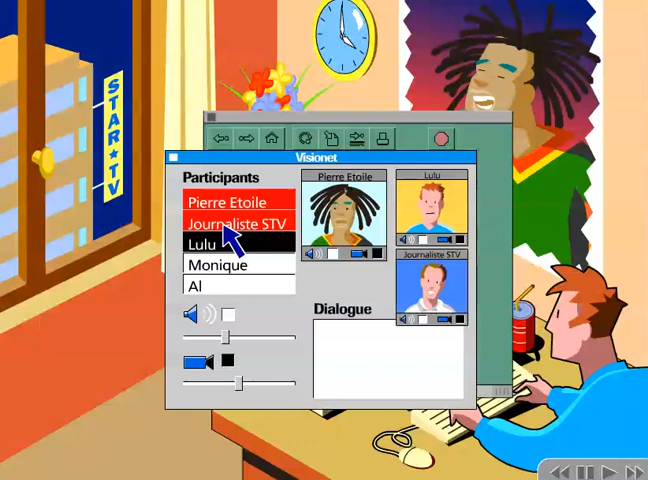 STAR★TV
Visionet
Participants
Pierre Etoile
Journaliste STV
Lulu
Monique
Al
Pierre Etoile
Lulu
Journaliste STV
Dialogue